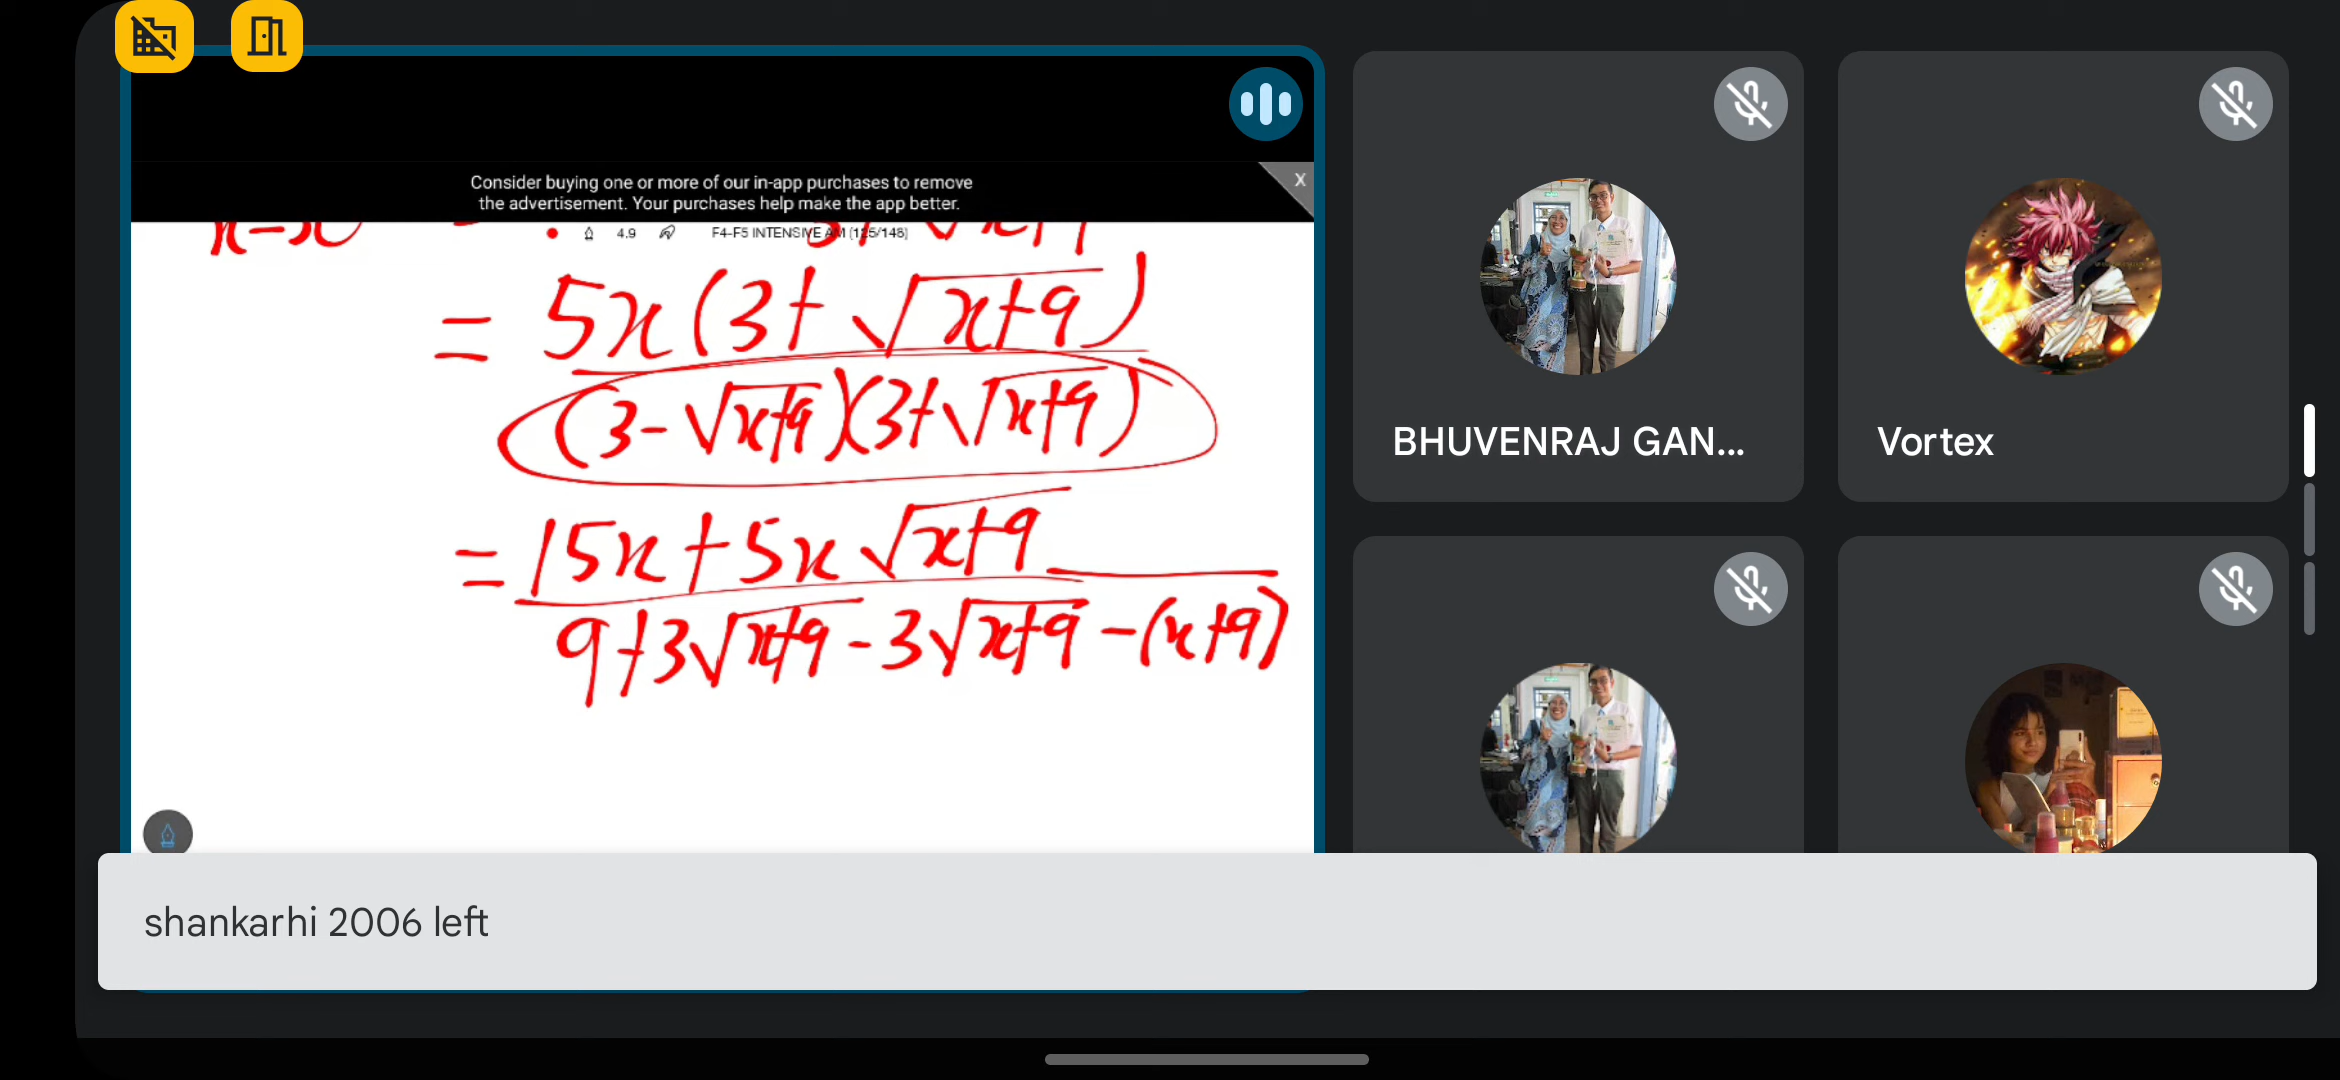 Consider buying one or more of our in-app purchases to remove
the advertisement. Your purchases help make the app better.
X
4.9 F4-F5 INTENSIVE AM (125/148)
= 5x(3+√(x+9))
(3-√(x+9))(3+√(x+9))
= 15x+5x√(x+9)
9+3√(x+9)-3√(x+9)-(x+9)
BHUVENRAJ GAN...
Vortex
shankarhi 2006 left